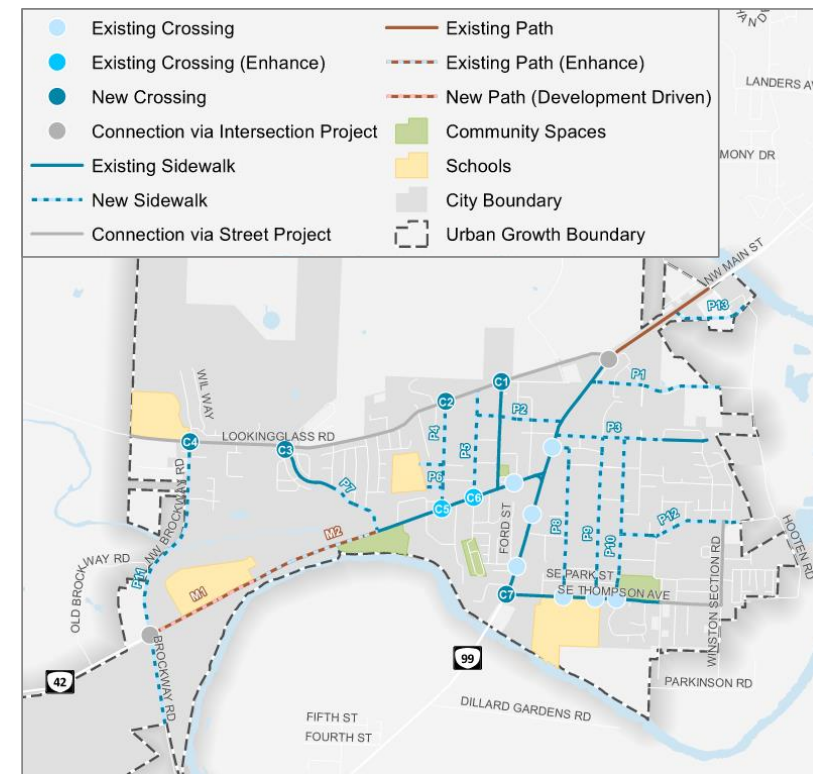 Existing Crossing
Existing Crossing (Enhance)
New Crossing
Connection via Intersection Project
Existing Sidewalk
New Sidewalk
Connection via Street Project
Existing Path
Existing Path (Enhance)
New Path (Development Driven)
Community Spaces
Schools
City Boundary
Urban Growth Boundary
LANDERS AV
MONY DR
NW MAIN ST
P13
P1
C1
C2
P2
WIL WAY
P4
P5
P3
C4
LOOKINGGLASS RD
C3
P6
P7
C5
C6
M2
FORD ST
P8
P9
P10
P12
NW BROCKWAY RD
OLD BROCKWAY RD
P11
M1
SE PARK ST
SE THOMPSON AVE
C7
WINSTON SECTION RD
HOOTEN RD
BROCKWAY RD
42
99
PARKINSON RD
DILLARD GARDENS RD
FIFTH ST
FOURTH ST